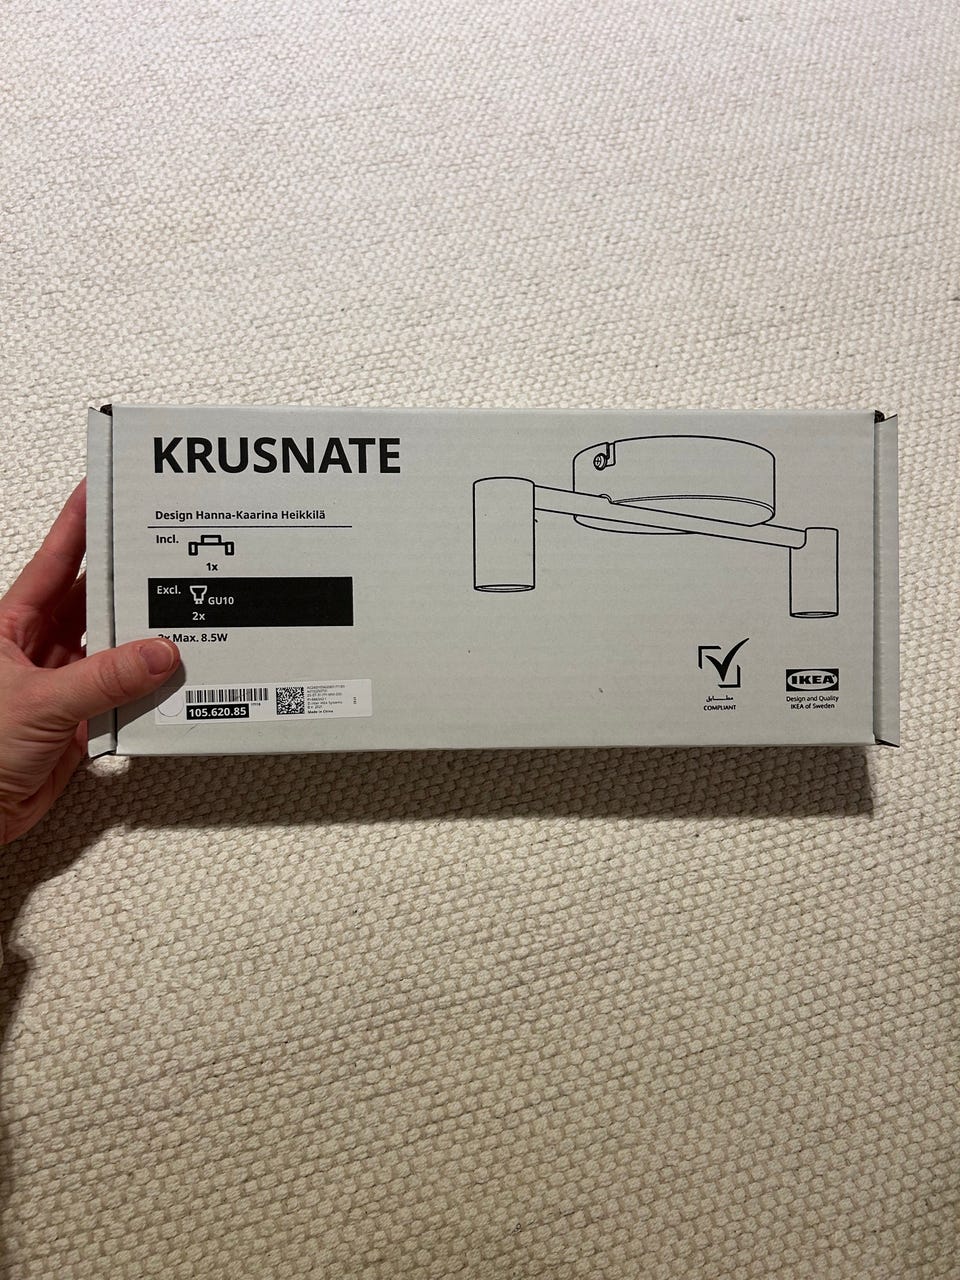 KRUSNATE
Design Hanna-Kaarina Heikkilä
Incl.
1x
Excl.
GU10
2x
Max. 8.5W
105.620.85
Made in China
مطابق
COMPLIANT
IKEA
Design and Quality
IKEA of Sweden